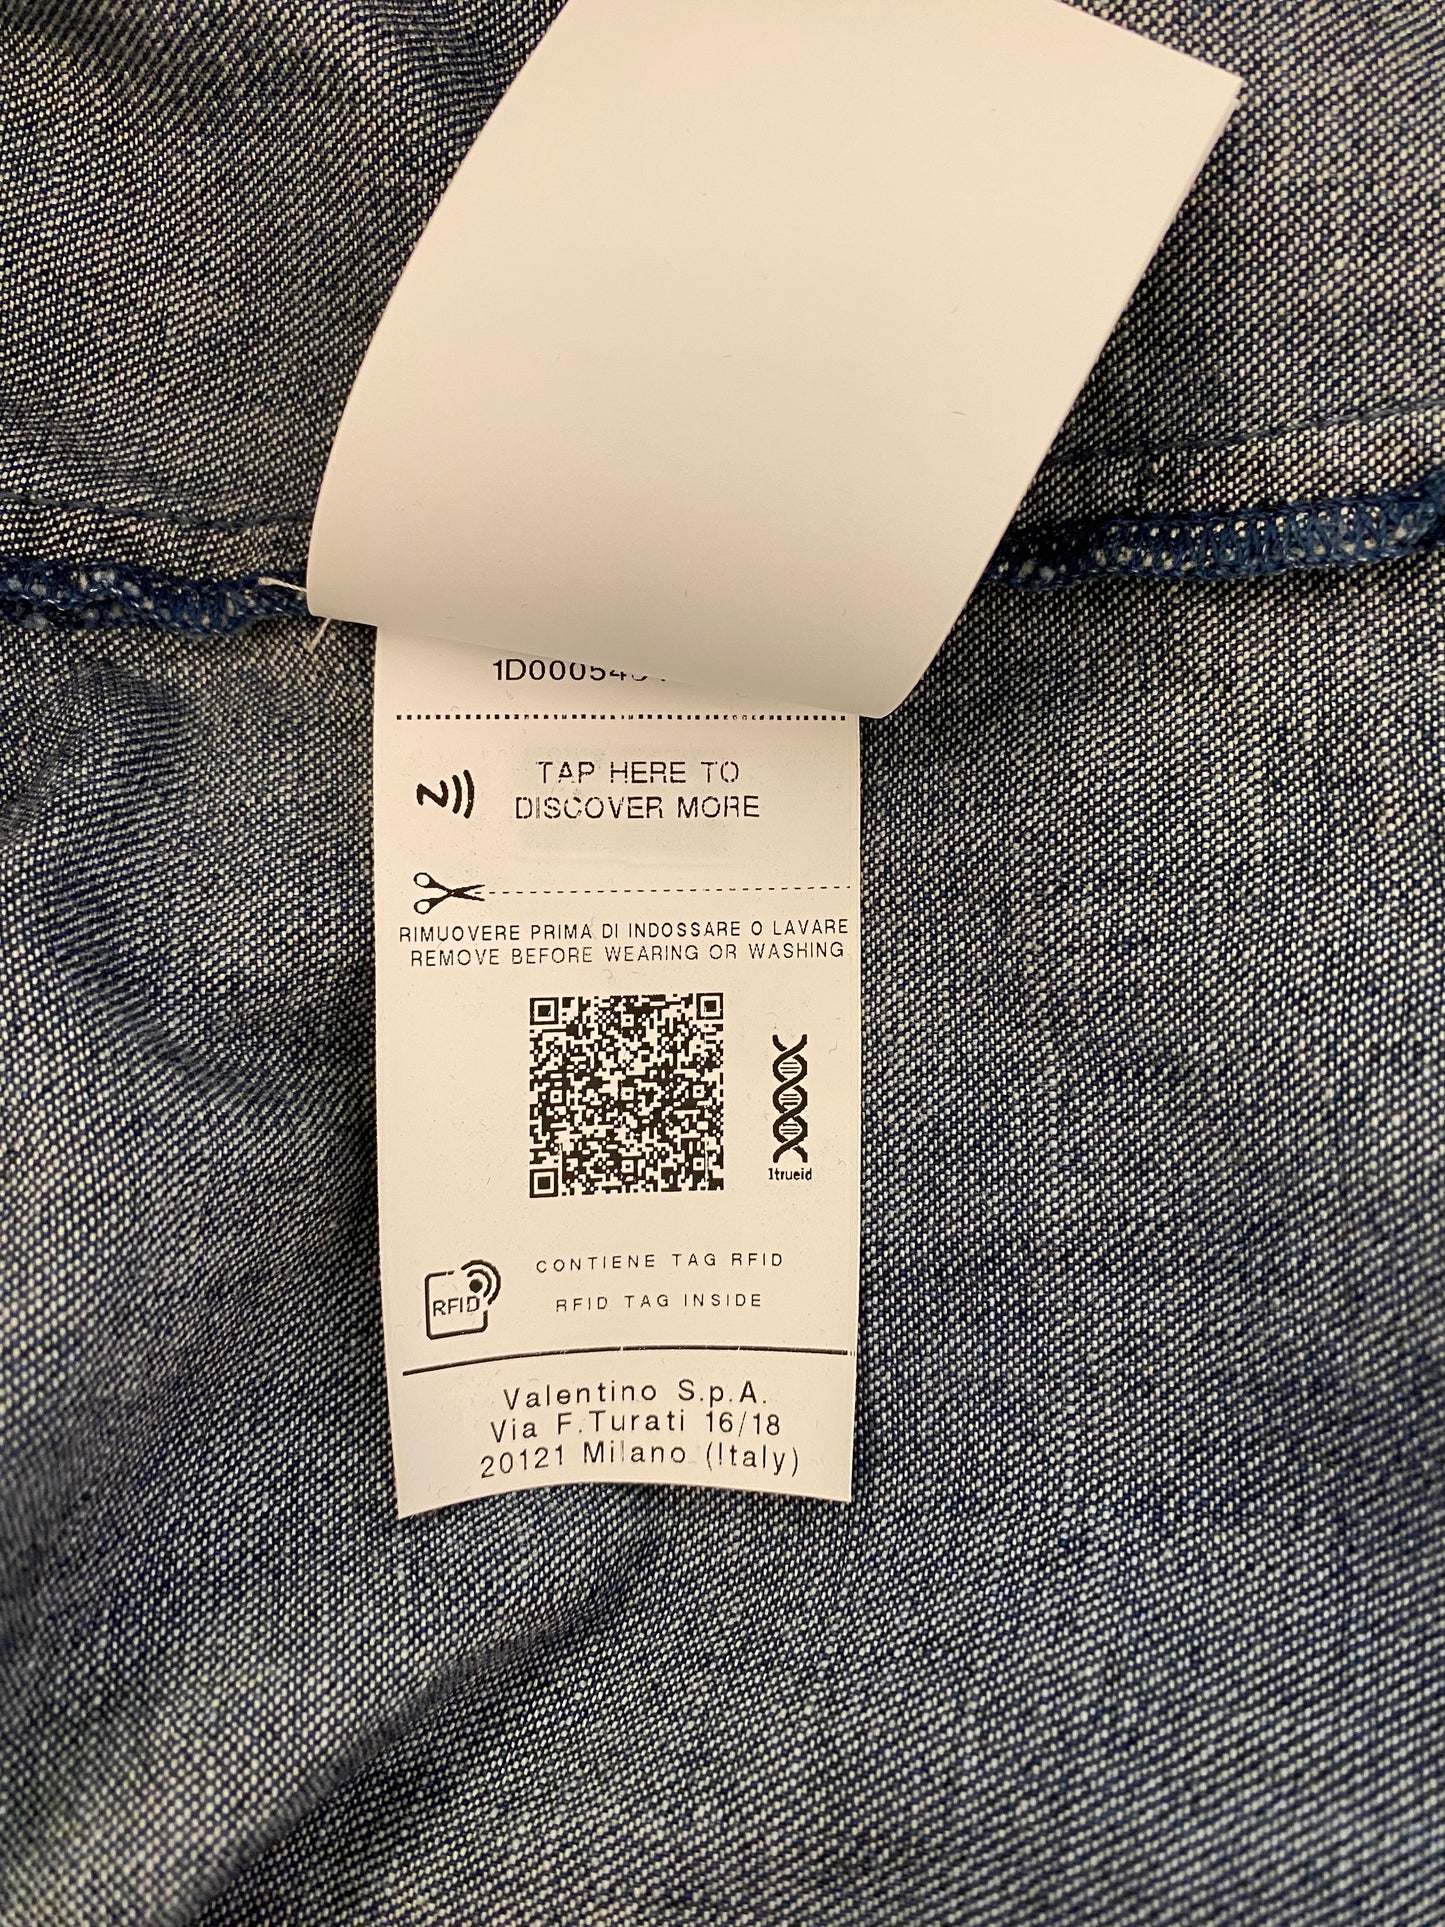 TAP HERE TO
DISCOVER MORE
RIMUOVERE PRIMA DI INDOSSARE O LAVARE
REMOVE BEFORE WEARING OR WASHING
1trueid
CONTIENE TAG RFID
RFID
RFID TAG INSIDE
Valentino S.p.A.
Via F.Turati 16/18
20121 Milano (Italy)